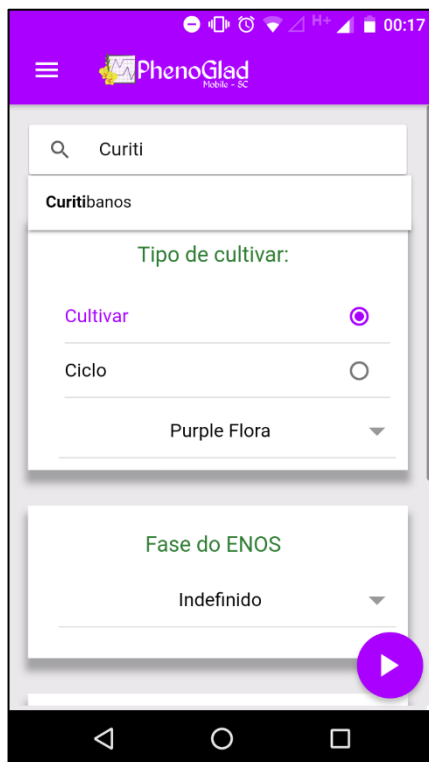 H+ 00:17
PhenoGlad
Mobile - SC
Curiti
Curitibanos
Tipo de cultivar:
Cultivar
Ciclo
Purple Flora
Fase do ENOS
Indefinido